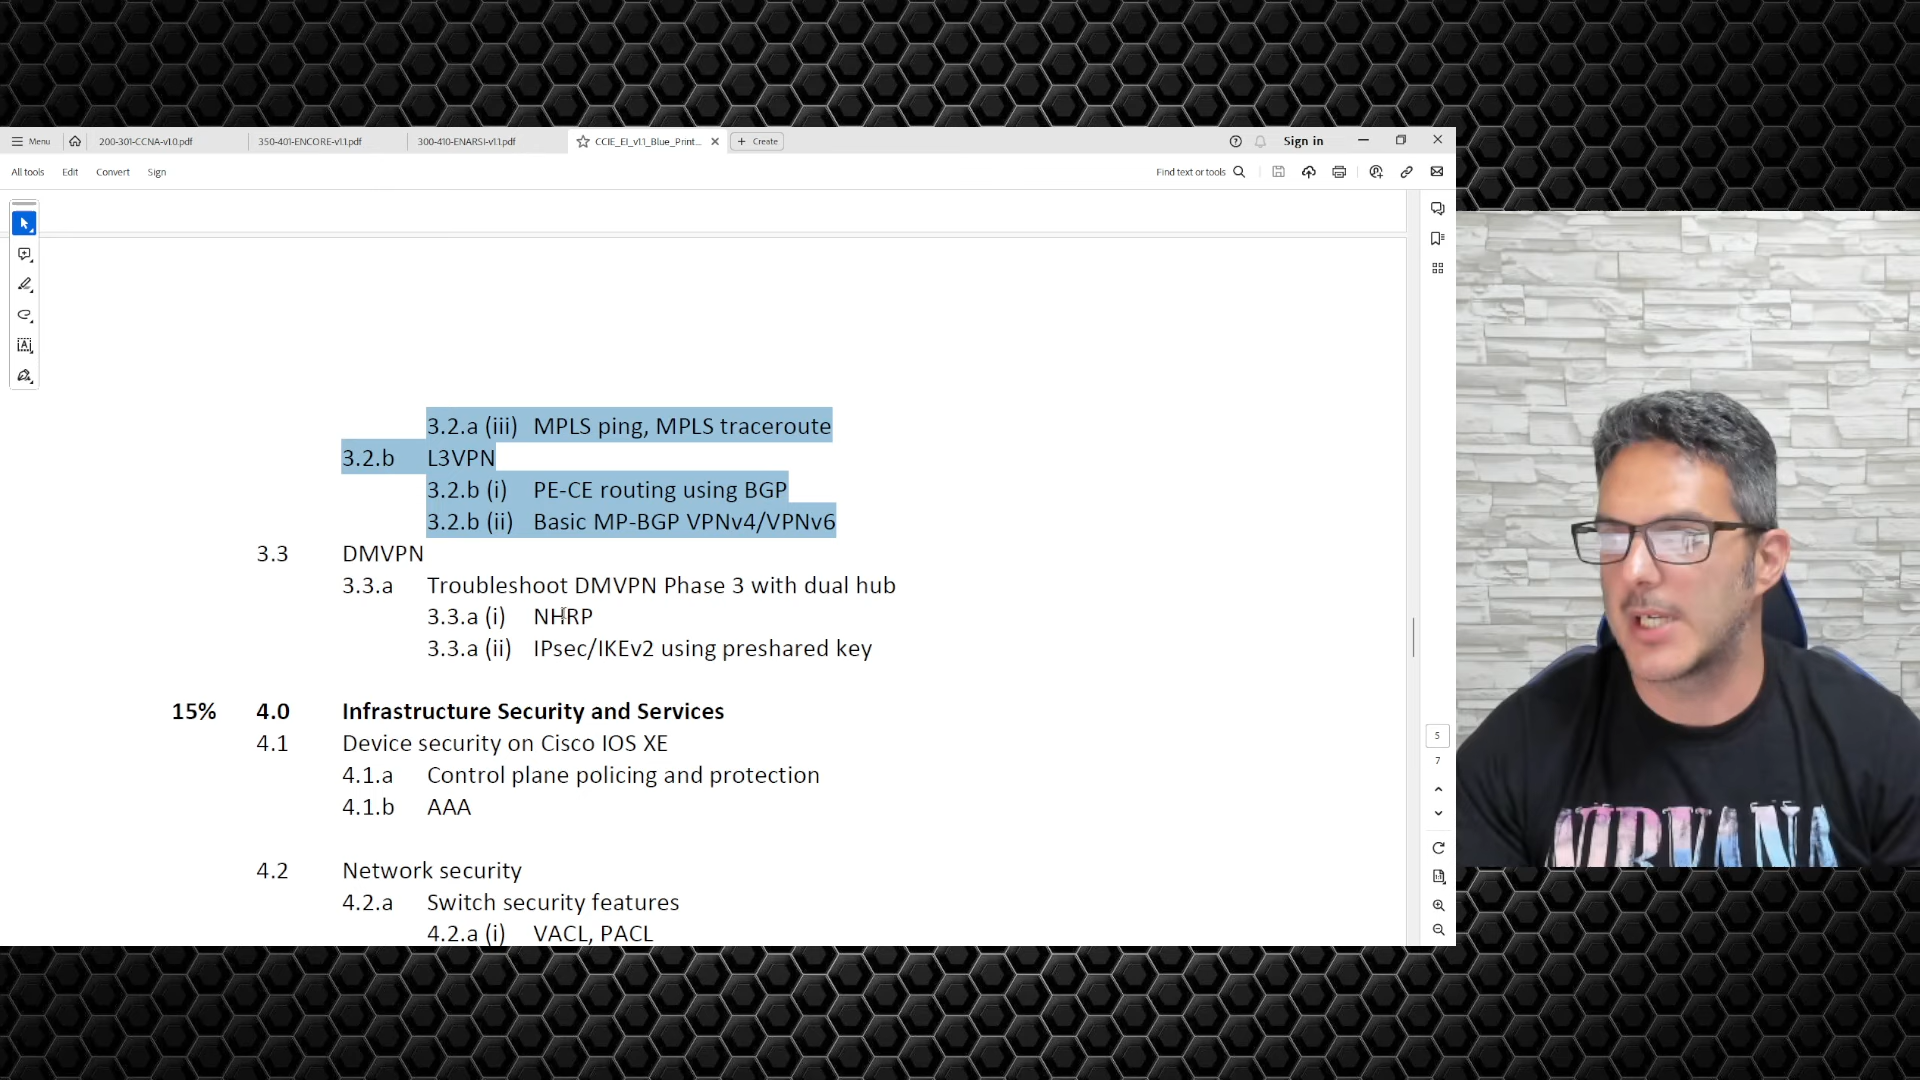 Menu
200-301-CCNA-v1.0.pdf
350-401-ENCORE-v1.1.pdf
300-410-ENARSI-v1.1.pdf
CCIE_EI_v1.1_Blue_Print...
+ Create
Sign in
All tools
Edit
Convert
Sign
Find text or tools
3.2.a (iii) MPLS ping, MPLS traceroute
3.2.b L3VPN
3.2.b (i) PE-CE routing using BGP
3.2.b (ii) Basic MP-BGP VPNv4/VPNv6
3.3 DMVPN
3.3.a Troubleshoot DMVPN Phase 3 with dual hub
3.3.a (i) NHRP
3.3.a (ii) IPsec/IKEv2 using preshared key
15% 4.0 Infrastructure Security and Services
4.1 Device security on Cisco IOS XE
4.1.a Control plane policing and protection
4.1.b AAA
4.2 Network security
4.2.a Switch security features
4.2.a (i) VACL, PACL
5
7
NIRVANA